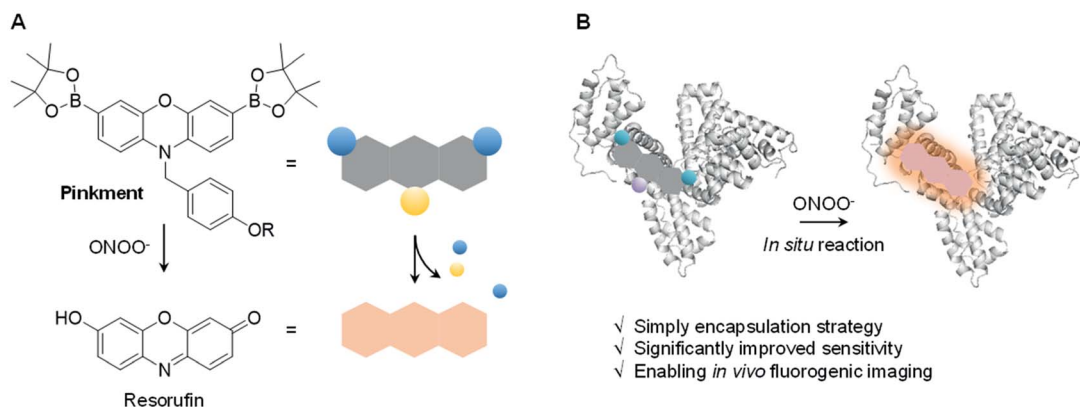 A
O
B
O
O
B
O
O
N
Pinkment
OR
=
ONOO-
HO
O
O
N
=
Resorufin
B
ONOO-
In situ reaction
√ Simply encapsulation strategy
√ Significantly improved sensitivity
√ Enabling in vivo fluorogenic imaging